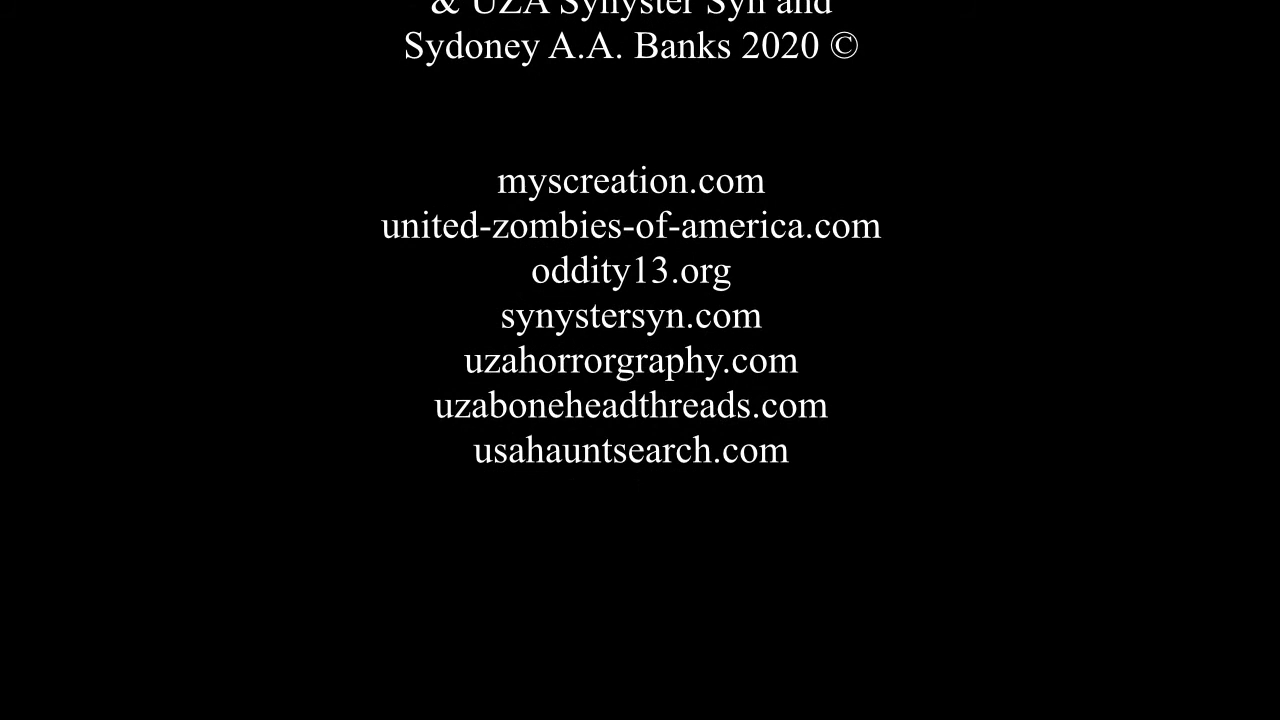 & UZA Synyster Syn and
Sydoney A.A. Banks 2020 ©
myscreation.com
united-zombies-of-america.com
oddity13.org
synystersyn.com
uzahorrorgraphy.com
uzaboneheadthreads.com
usahauntsearch.com